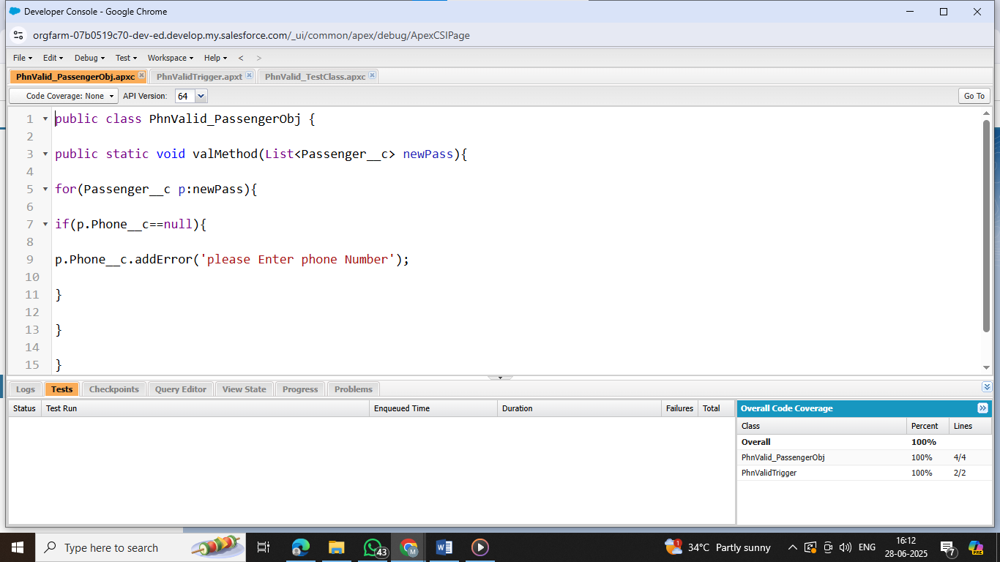 Developer Console - Google Chrome
orgfarm-07b0519c70-dev-ed.develop.my.salesforce.com/_ui/common/apex/debug/ApexCSIPage
File Edit Debug Test Workspace Help < >
PhnValid_PassengerObj.apxc PhnValidTrigger.apxt PhnValid_TestClass.apxc
Code Coverage: None API Version: 64 Go To
1 public class PhnValid_PassengerObj {
2
3 public static void valMethod(List<Passenger__c> newPass){
4
5 for(Passenger__c p:newPass){
6
7 if(p.Phone__c==null){
8
9 p.Phone__c.addError('please Enter phone Number');
10
11 }
12
13 }
14
15 }
Logs Tests Checkpoints Query Editor View State Progress Problems
Status Test Run Enqueued Time Duration Failures Total
Overall Code Coverage
Class Percent Lines
Overall 100%
PhnValid_PassengerObj 100% 4/4
PhnValidTrigger 100% 2/2
Type here to search
43
M
W
1
34°C Partly sunny
ENG
16:12
28-06-2025
7
PRE